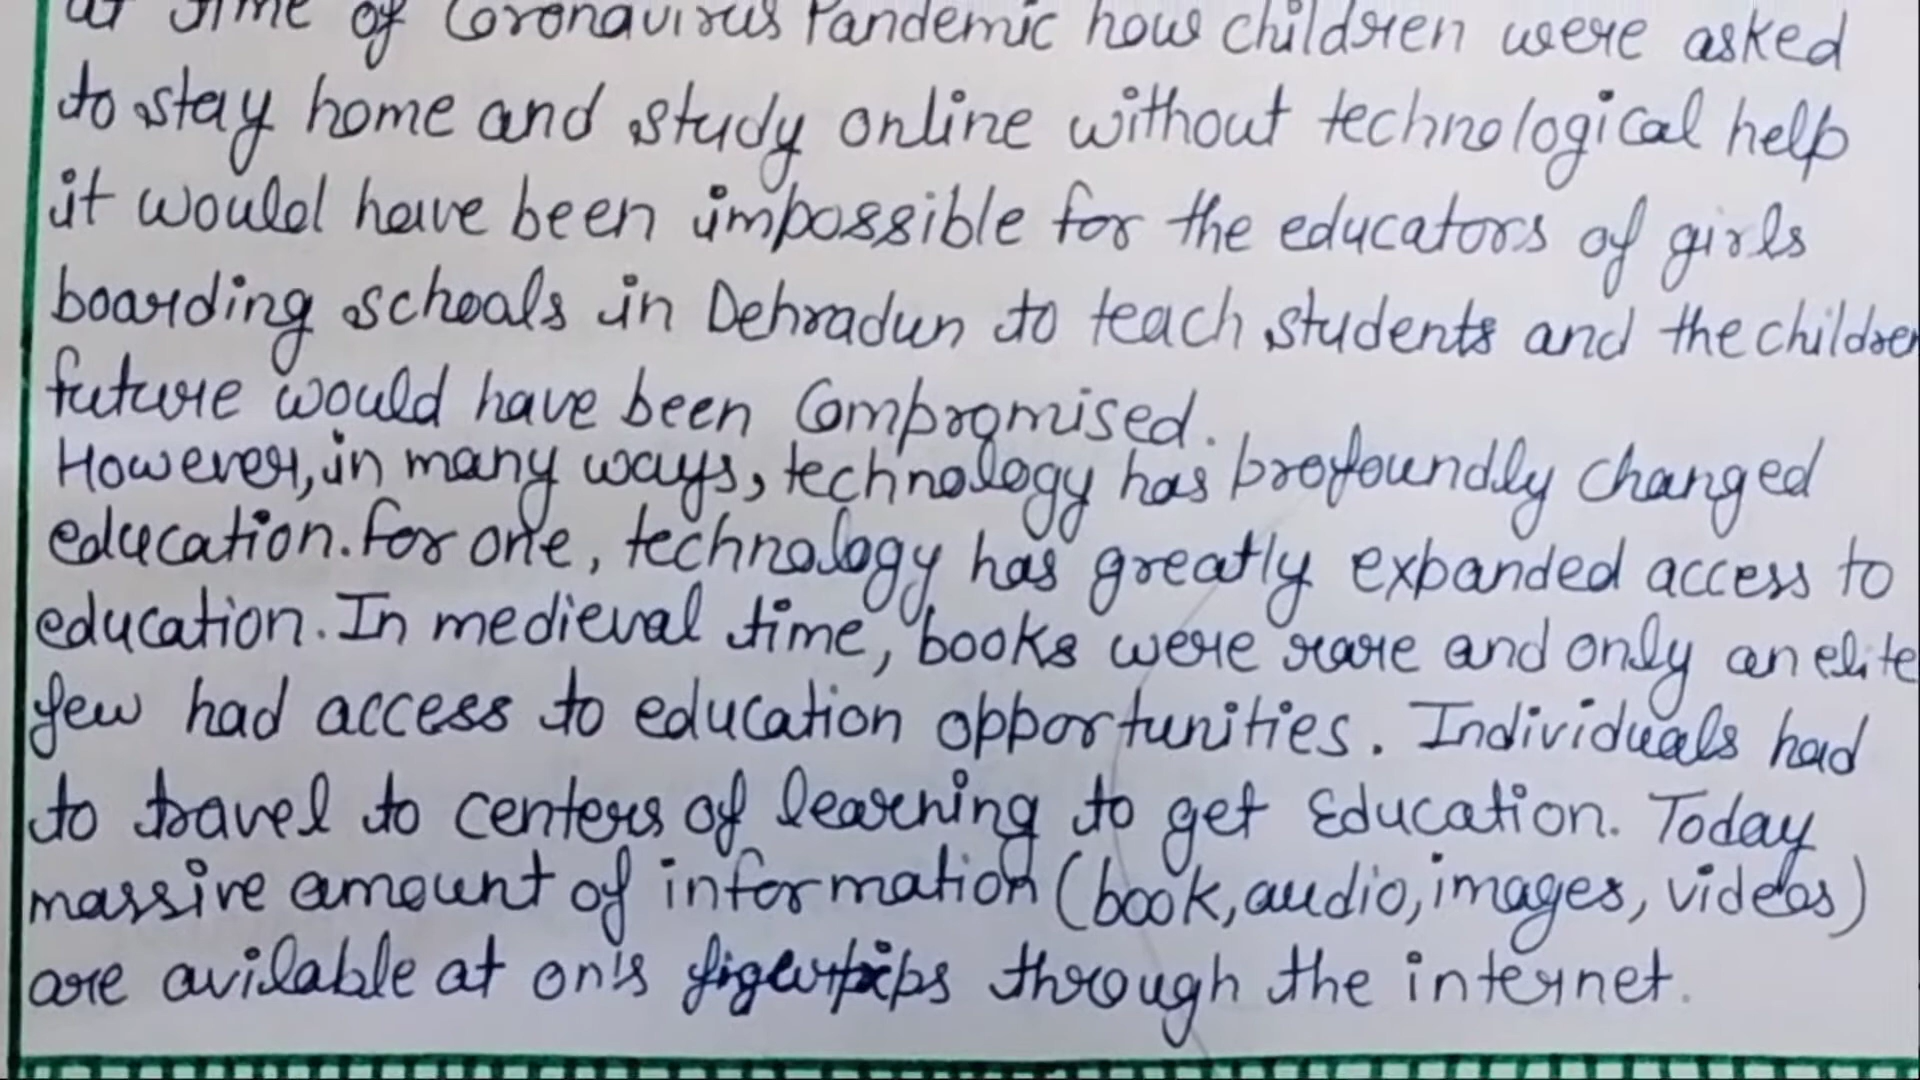 at time of Coronavirus Pandemic how children were asked
to stay home and study online without technological help
it would have been impossible for the educators of girls
boarding schools in Dehradun to teach students and the children
future would have been Compromised.
However, in many ways, technology has profoundly changed
education. for one, technology has greatly expanded access to
education. In medieval time, books were rare and only an elite
few had access to education opportunities. Individuals had
to travel to centers of learning to get Education. Today
massive amount of information (book, audio, images, videos)
are avilable at on's figertips through the internet.